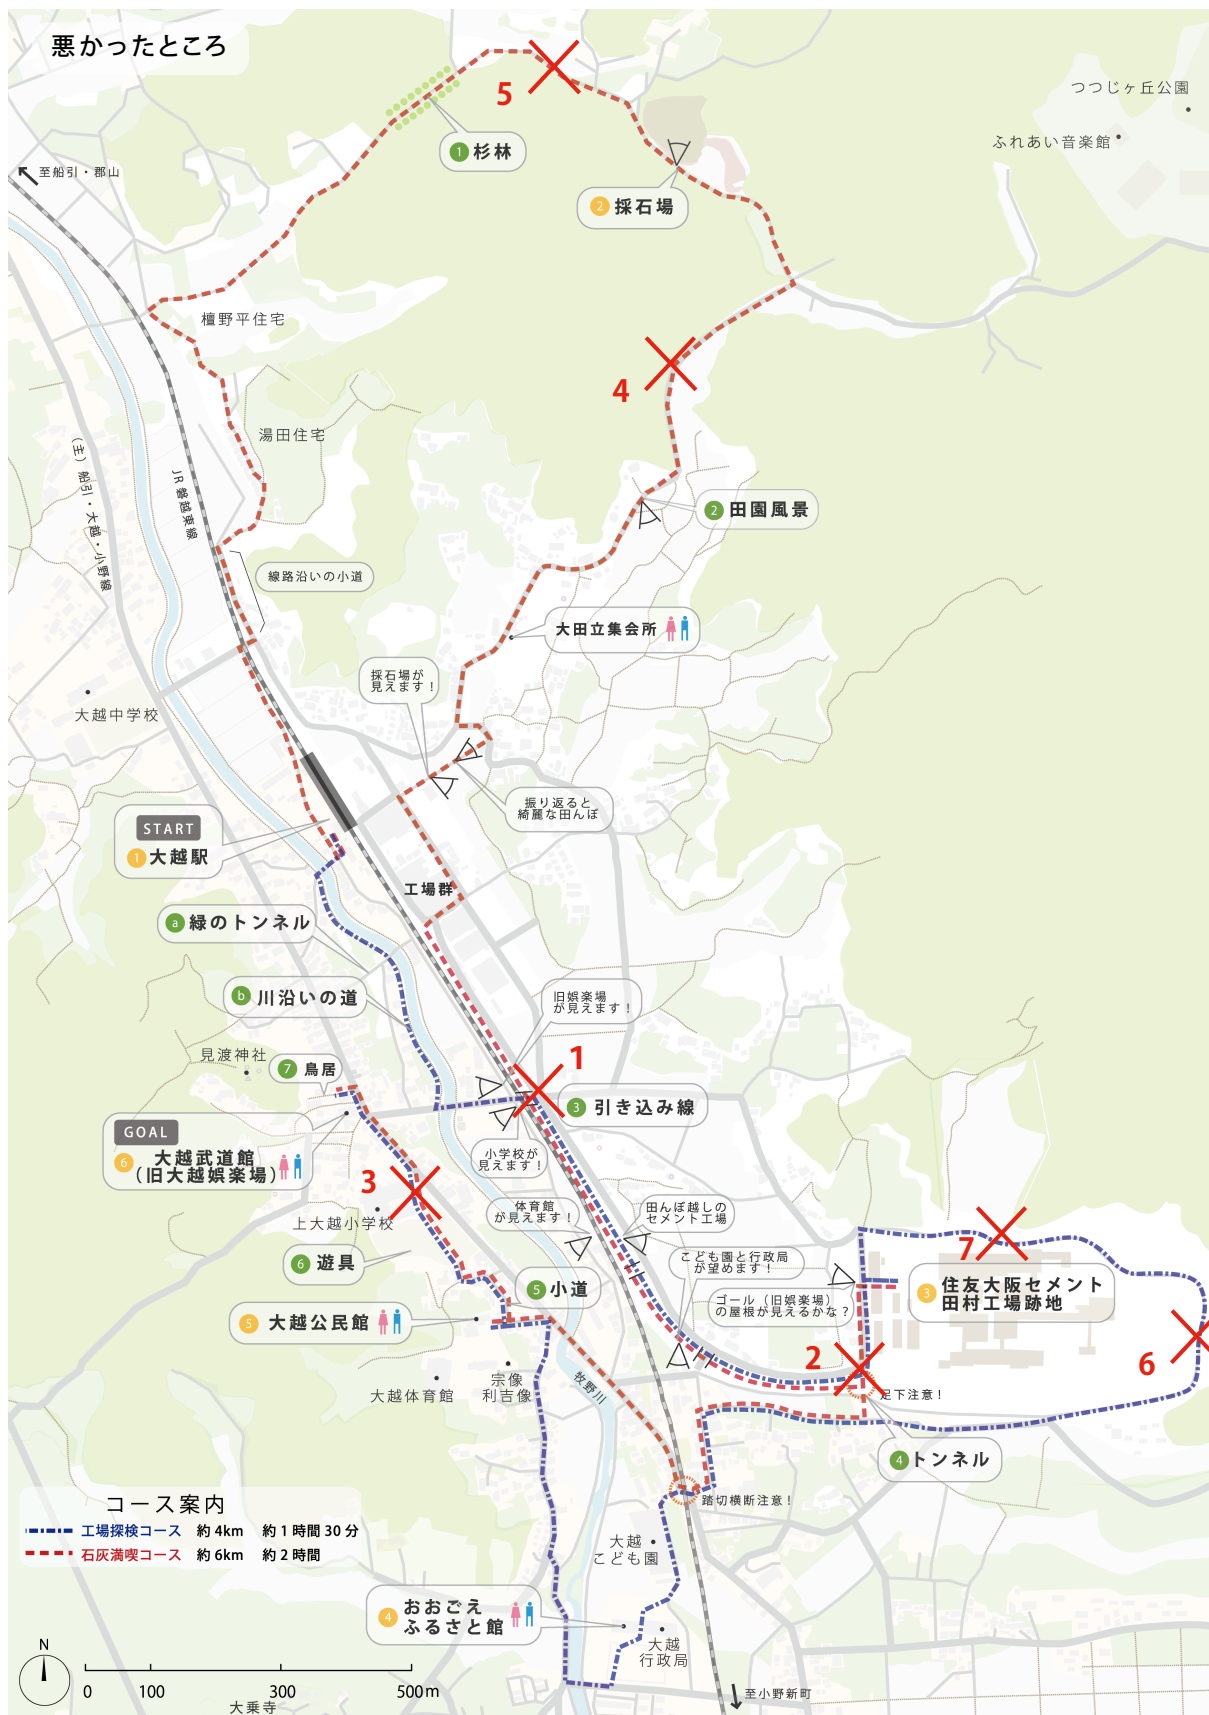 悪かったところ
5
つつじヶ丘公園
ふれあい音楽館
1 杉林
至船引・郡山
2 採石場
檀野平住宅
4
湯田住宅
(主)船引・大越・小野線
JR磐越東線
2 田園風景
線路沿いの小道
大田立集会所
採石場が
見えます!
大越中学校
振り返ると
綺麗な田んぼ
START
1 大越駅
工場群
a 緑のトンネル
b 川沿いの道
旧娯楽場
が見えます!
見渡神社
7 鳥居
1
3 引き込み線
GOAL
6 大越武道館
(旧大越娯楽場)
小学校が
見えます!
3
上大越小学校
体育館
が見えます!
田んぼ越しの
セメント工場
6 遊具
こども園と行政局
が望めます!
7
5 小道
ゴール(旧娯楽場)
の屋根が見えるかな?
3 住友大阪セメント
田村工場跡地
5 大越公民館
2
6
宗像
利吉像
大越体育館
牧野川
足下注意!
4 トンネル
踏切横断注意!
コース案内
工場探検コース 約4km 約1時間30分
石灰満喫コース 約6km 約2時間
大越
こども園
4 おおごえ
ふるさと館
大越
行政局
N
0 100 300 500m
大乗寺
至小野新町